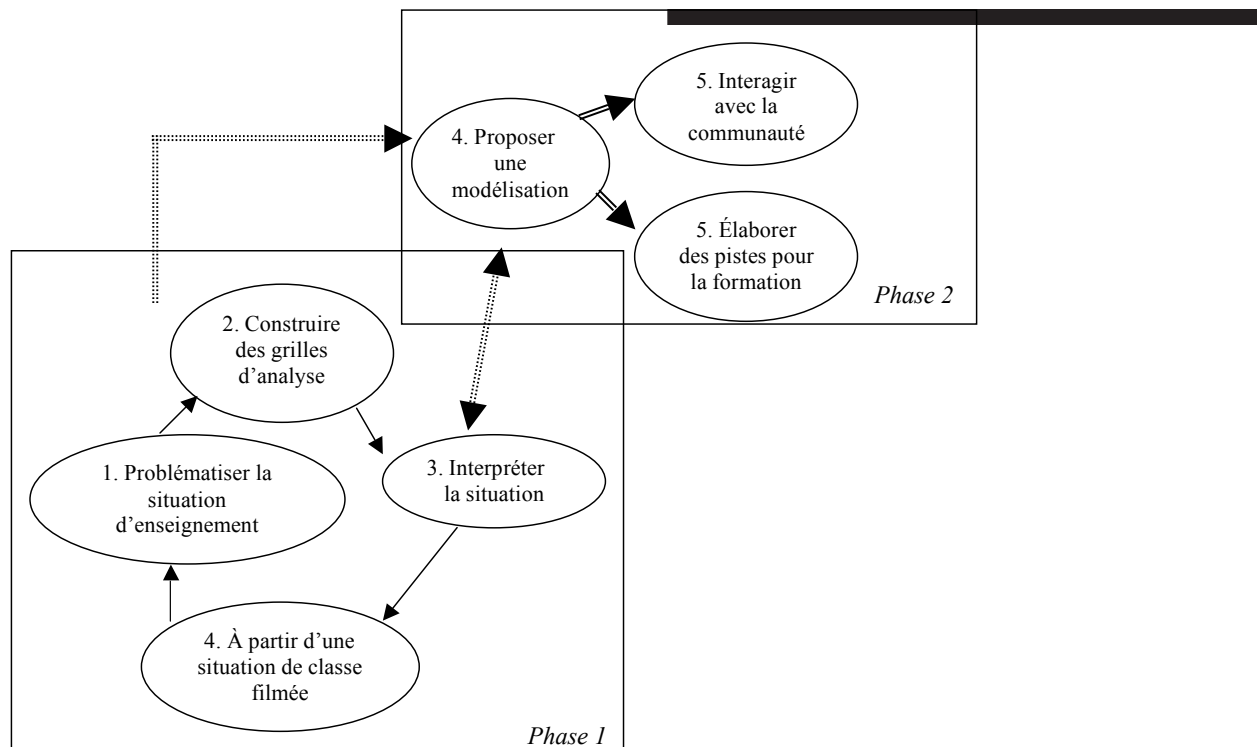 5. Interagir
avec la
communauté
4. Proposer
une
modélisation
5. Élaborer
des pistes pour
la formation
Phase 2
2. Construire
des grilles
d’analyse
3. Interpréter
la situation
1. Problématiser la
situation
d’enseignement
4. À partir d’une
situation de classe
filmée
Phase 1